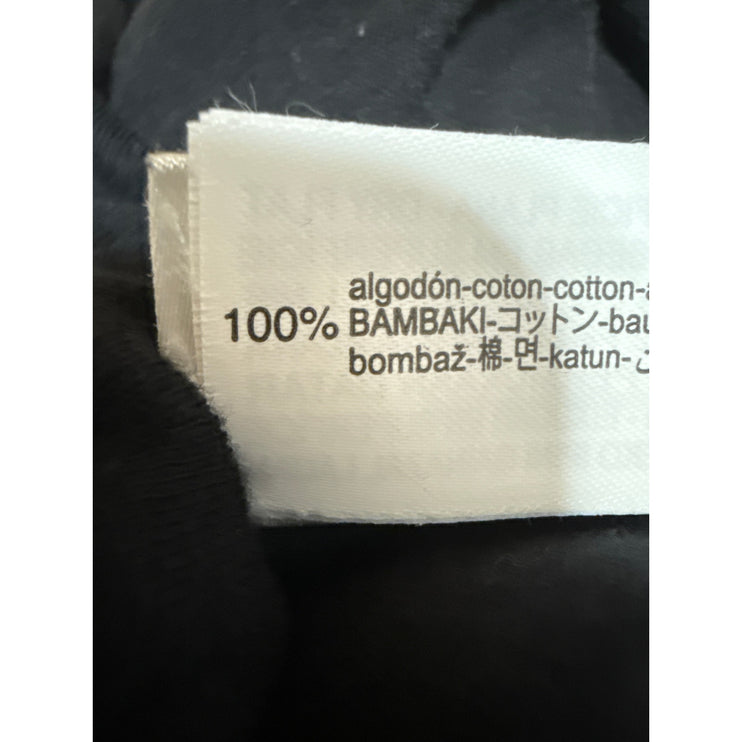 algodón-coton-cotton-
100% BAMBAKI-コットン-bau
bombaž-棉-면-katun-